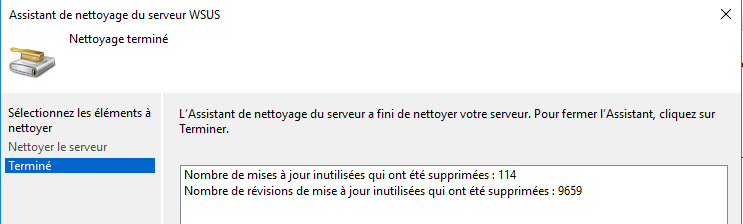 Assistant de nettoyage du serveur WSUS
Nettoyage terminé
Sélectionnez les éléments à
nettoyer
Nettoyer le serveur
Terminé
L'Assistant de nettoyage du serveur a fini de nettoyer votre serveur. Pour fermer l'Assistant, cliquez sur
Terminer.
Nombre de mises à jour inutilisées qui ont été supprimées : 114
Nombre de révisions de mise à jour inutilisées qui ont été supprimées : 9659